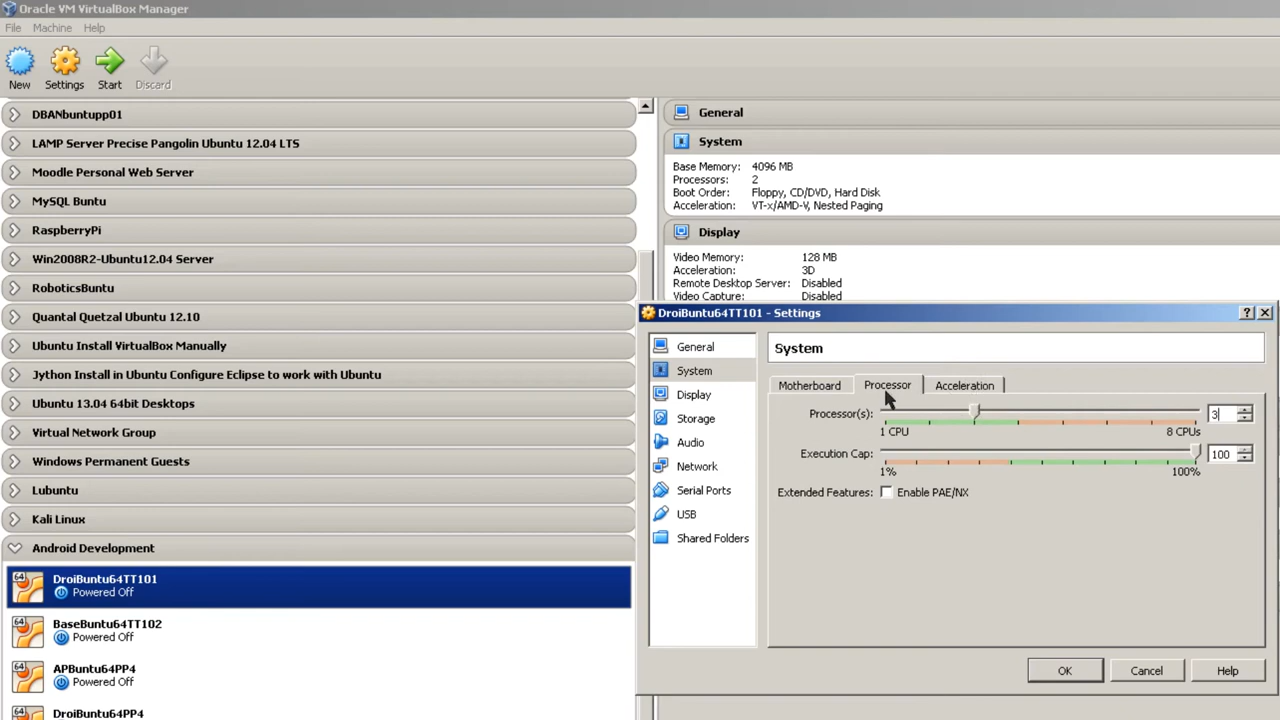 Oracle VM VirtualBox Manager
File Machine Help
New Settings Start Discard
DBANbuntupp01
LAMP Server Precise Pangolin Ubuntu 12.04 LTS
Moodle Personal Web Server
MySQL Buntu
RaspberryPi
Win2008R2-Ubuntu12.04 Server
RoboticsBuntu
Quantal Quetzal Ubuntu 12.10
Ubuntu Install VirtualBox Manually
Jython Install in Ubuntu Configure Eclipse to work with Ubuntu
Ubuntu 13.04 64bit Desktops
Virtual Network Group
Windows Permanent Guests
Lubuntu
Kali Linux
Android Development
64
DroiBuntu64TT101
Powered Off
64
BaseBuntu64TT102
Powered Off
64
APBuntu64PP4
Powered Off
64
DroiBuntu64PP4
General
System
Base Memory: 4096 MB
Processors: 2
Boot Order: Floppy, CD/DVD, Hard Disk
Acceleration: VT-x/AMD-V, Nested Paging
Display
Video Memory: 128 MB
Acceleration: 3D
Remote Desktop Server: Disabled
Video Capture: Disabled
DroiBuntu64TT101 - Settings
General
System
Display
Storage
Audio
Network
Serial Ports
USB
Shared Folders
System
Motherboard Processor Acceleration
Processor(s): 3
1 CPU 8 CPUs
Execution Cap: 100
1% 100%
Extended Features: Enable PAE/NX
OK Cancel Help